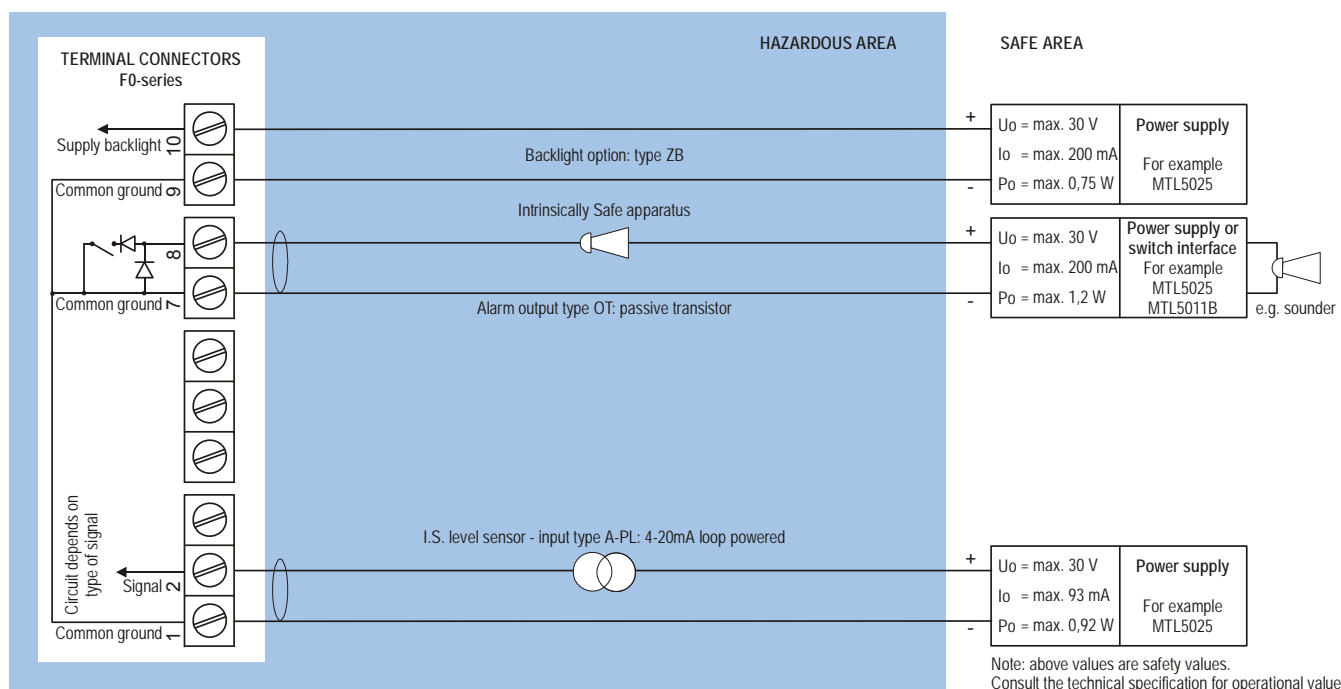 HAZARDOUS AREA
SAFE AREA
TERMINAL CONNECTORS
F0-series
Supply backlight
10
Backlight option: type ZB
+
Uo = max. 30 V
Io = max. 200 mA
Po = max. 0,75 W
-
Power supply
For example
MTL5025
Common ground
9
Intrinsically Safe apparatus
8
+
Uo = max. 30 V
Io = max. 200 mA
Po = max. 1,2 W
-
Power supply or
switch interface
For example
MTL5025
MTL5011B
e.g. sounder
Common ground
7
Alarm output type OT: passive transistor
Circuit depends on
type of signal
I.S. level sensor - input type A-PL: 4-20mA loop powered
Signal
2
+
Uo = max. 30 V
Io = max. 93 mA
Po = max. 0,92 W
-
Power supply
For example
MTL5025
Common ground
1
Note: above values are safety values.
Consult the technical specification for operational value